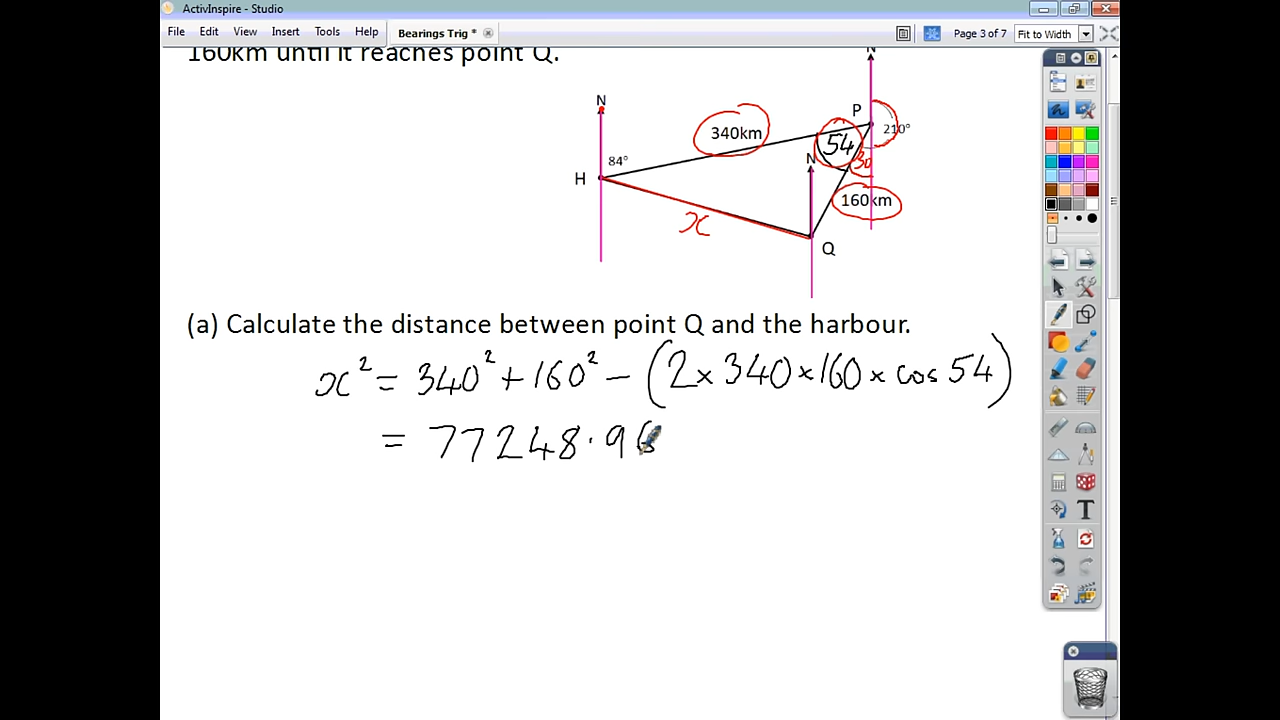 ActivInspire - Studio
File Edit View Insert Tools Help Bearings Trig * Page 3 of 7 Fit to Width
160km until it reaches point Q.
N
N
P
340km
54
210°
N
30
84°
H
160km
x
Q
(a) Calculate the distance between point Q and the harbour.
x² = 340² + 160² - (2 x 340 x 160 x cos 54)
= 77248.96
T